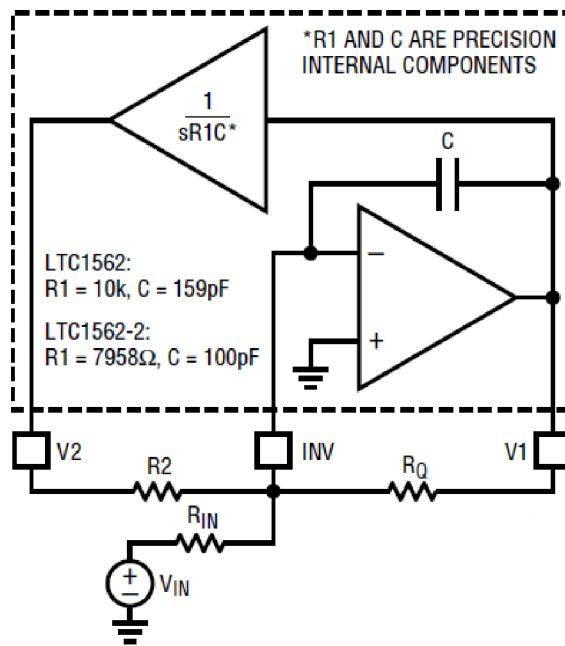 *R1 AND C ARE PRECISION
INTERNAL COMPONENTS
1
sR1C*
C
LTC1562:
R1 = 10k, C = 159pF
LTC1562-2:
R1 = 7958Ω, C = 100pF
−
+
V2
INV
V1
R2
RQ
RIN
+
−
VIN